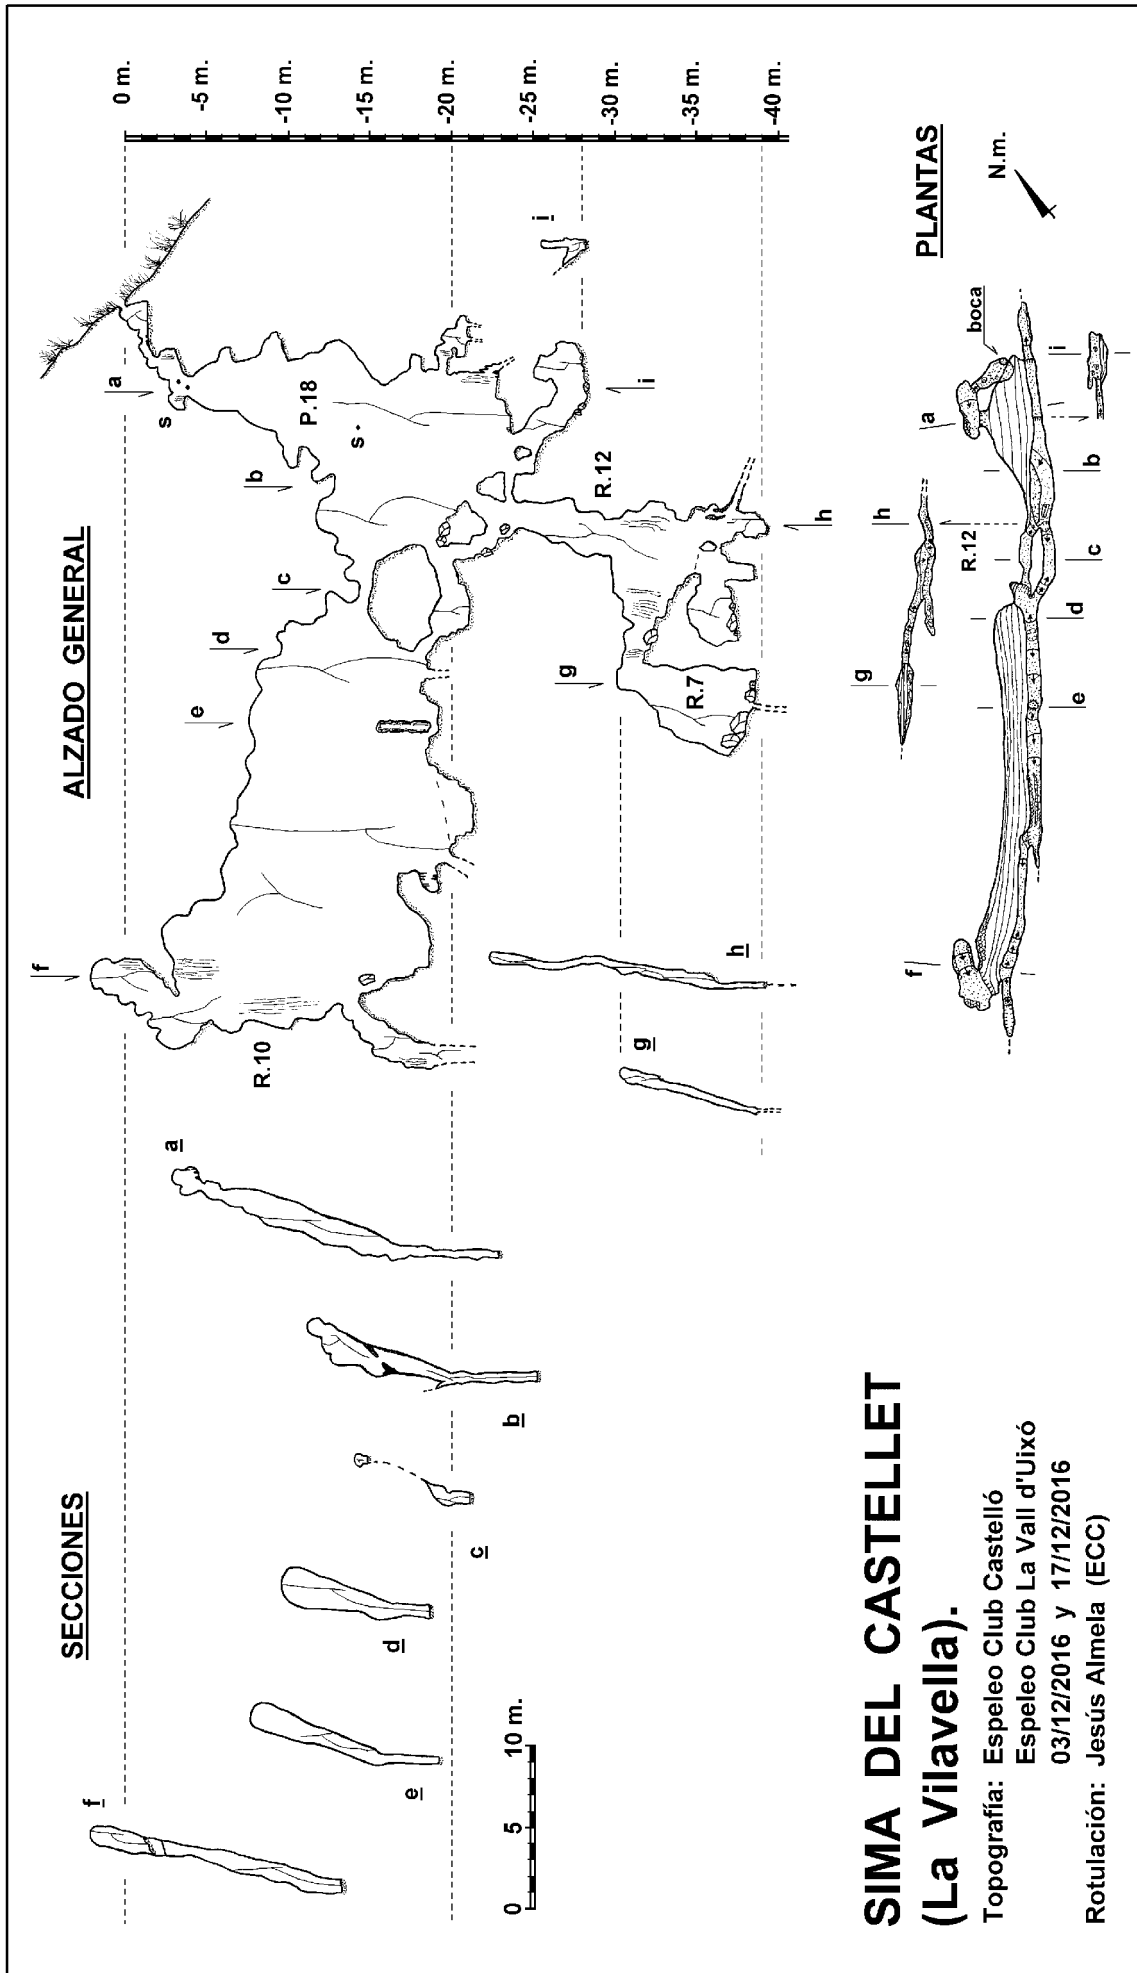 SECCIONES
ALZADO GENERAL
PLANTAS
N.m.
0 m.
-5 m.
-10 m.
-15 m.
-20 m.
-25 m.
-30 m.
-35 m.
-40 m.
f
e
d
c
b
a
s
s
P.18
R.10
R.12
R.7
g
h
i
f
e
d
c
b
a
g
h
i
boca
a
b
c
d
e
f
g
h
i
R.12
0 5 10 m.
SIMA DEL CASTELLET
(La Vilavella).
Topografía: Espeleo Club Castelló
Espeleo Club La Vall d'Uixó
03/12/2016 y 17/12/2016
Rotulación: Jesús Almela (ECC)